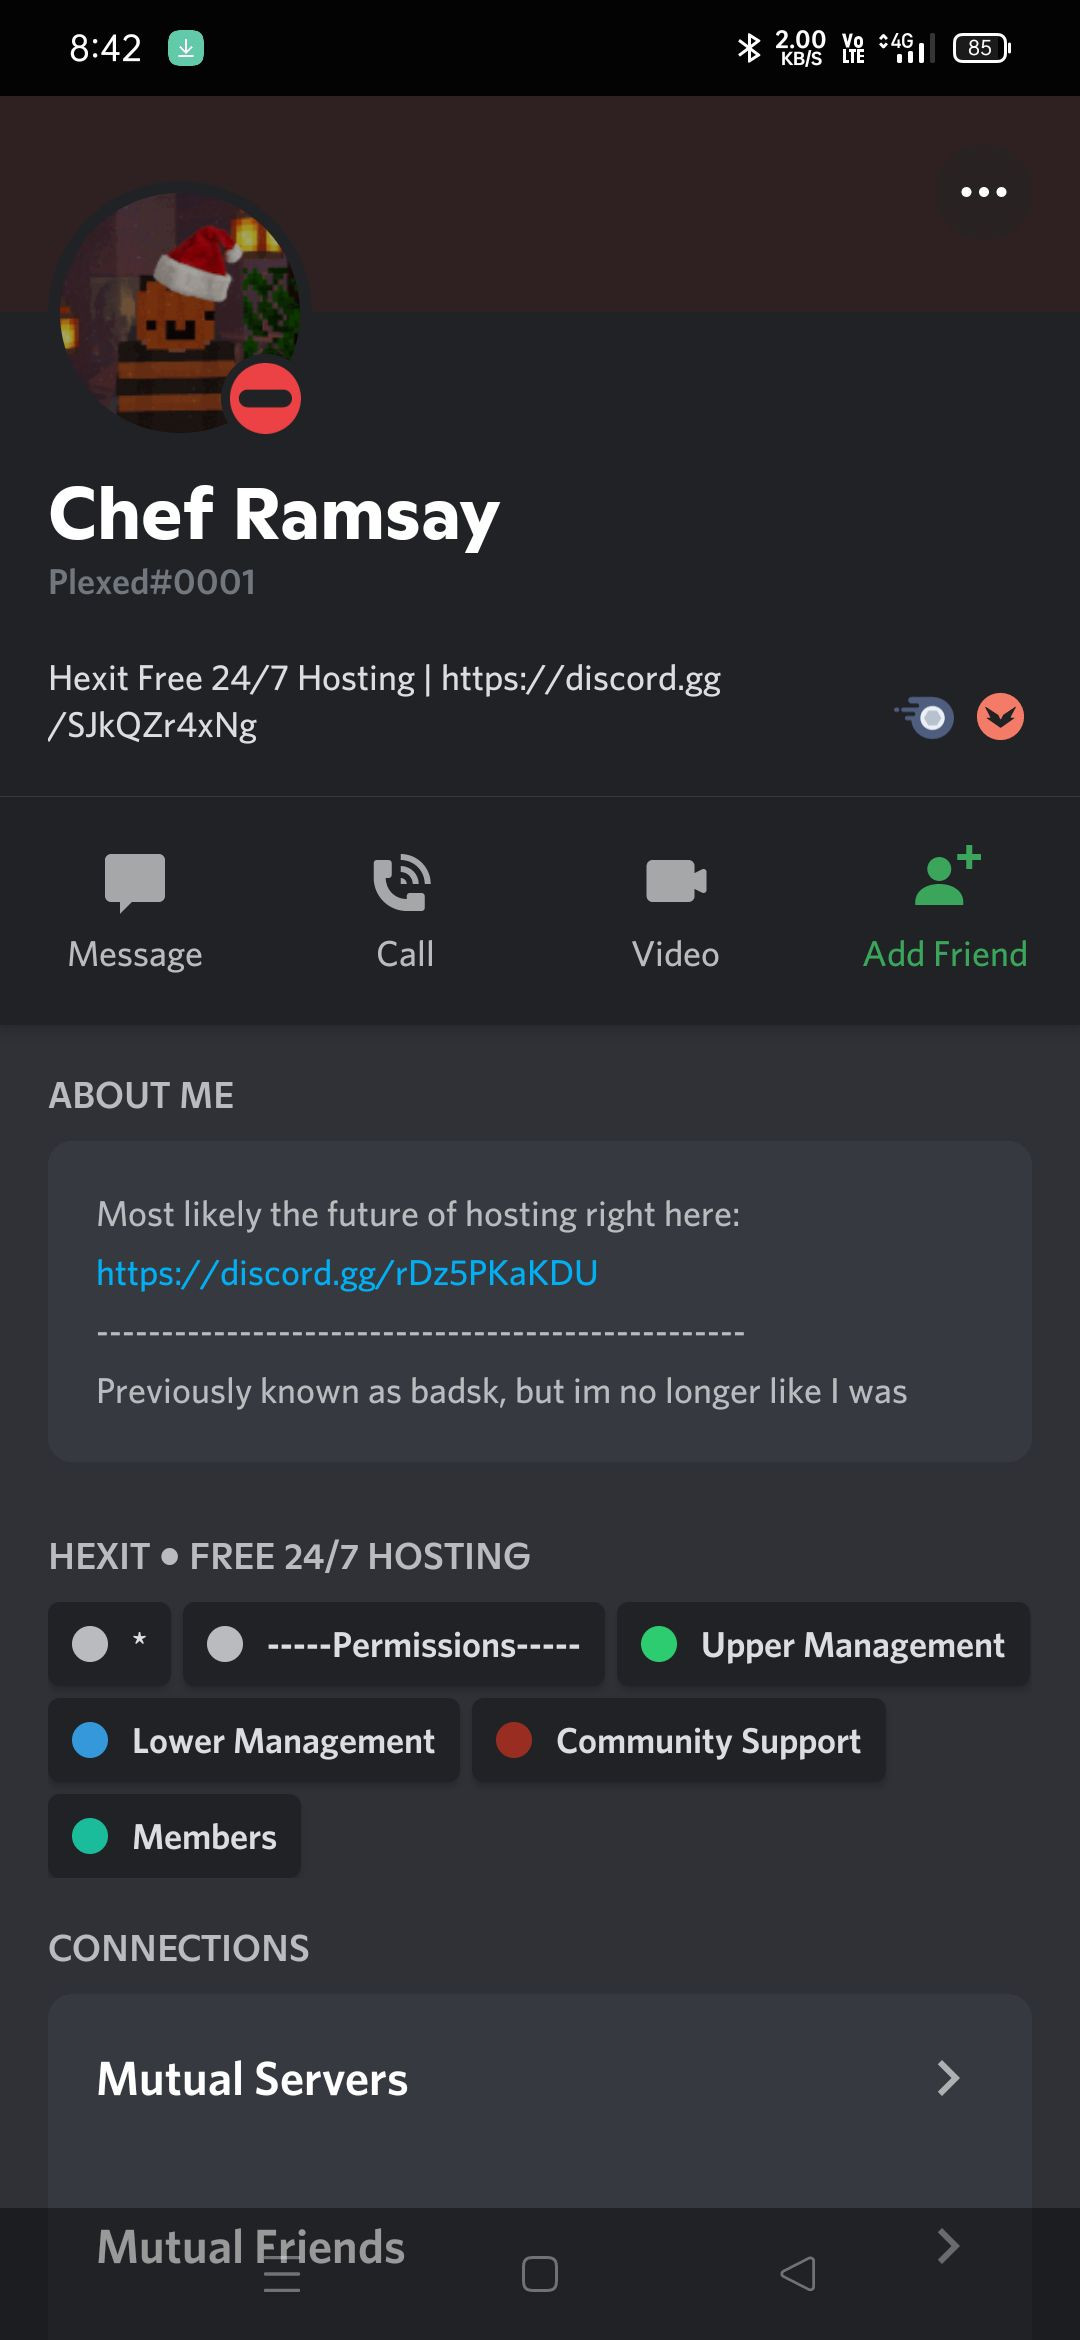 8:42
2.00
KB/S
Vo
LTE
4G
85
Chef Ramsay
Plexed#0001
Hexit Free 24/7 Hosting | https://discord.gg
/SJkQZr4xNg
Message
Call
Video
Add Friend
ABOUT ME
Most likely the future of hosting right here:
https://discord.gg/rDz5PKaKDU
--------------------------------------------------
Previously known as badsk, but im no longer like I was
HEXIT ● FREE 24/7 HOSTING
*
-----Permissions-----
Upper Management
Lower Management
Community Support
Members
CONNECTIONS
Mutual Servers
Mutual Friends